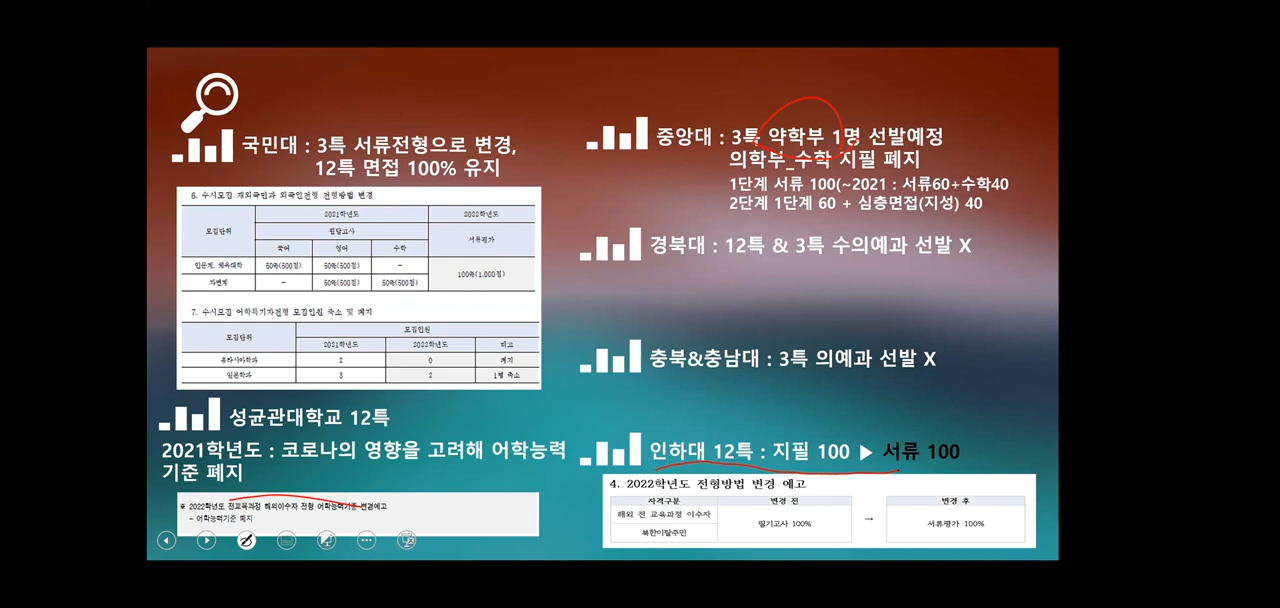 국민대 : 3특 서류전형으로 변경,
12특 면접 100% 유지
6. 수시모집 재외국민과 외국인전형 전형방법 변경
모집단위 2021학년도 2022학년도
필답고사 서류평가
국어 영어 수학
인문계, 체육대학 50%(500점) 50%(500점) - 100%(1,000점)
자연계 - 50%(500점) 50%(500점)
7. 수시모집 어학특기자전형 모집인원 축소 및 폐지
모집단위 모집인원
2021학년도 2022학년도 비고
유라시아학과 2 0 폐지
일본학과 3 2 1명 축소
성균관대학교 12특
2021학년도 : 코로나의 영향을 고려해 어학능력
기준 폐지
※ 2022학년도 전교육과정 해외이수자 전형 어학능력기준 변경예고
- 어학능력기준 폐지
중앙대 : 3특 약학부 1명 선발예정
의학부_수학 지필 폐지
1단계 서류 100(~2021 : 서류60+수학40
2단계 1단계 60 + 심층면접(지성) 40
경북대 : 12특 & 3특 수의예과 선발 X
충북&충남대 : 3특 의예과 선발 X
인하대 12특 : 지필 100 ▶ 서류 100
4. 2022학년도 전형방법 변경 예고
자격구분 변경 전 변경 후
해외 전 교육과정 이수자 필기고사 100% → 서류평가 100%
북한이탈주민